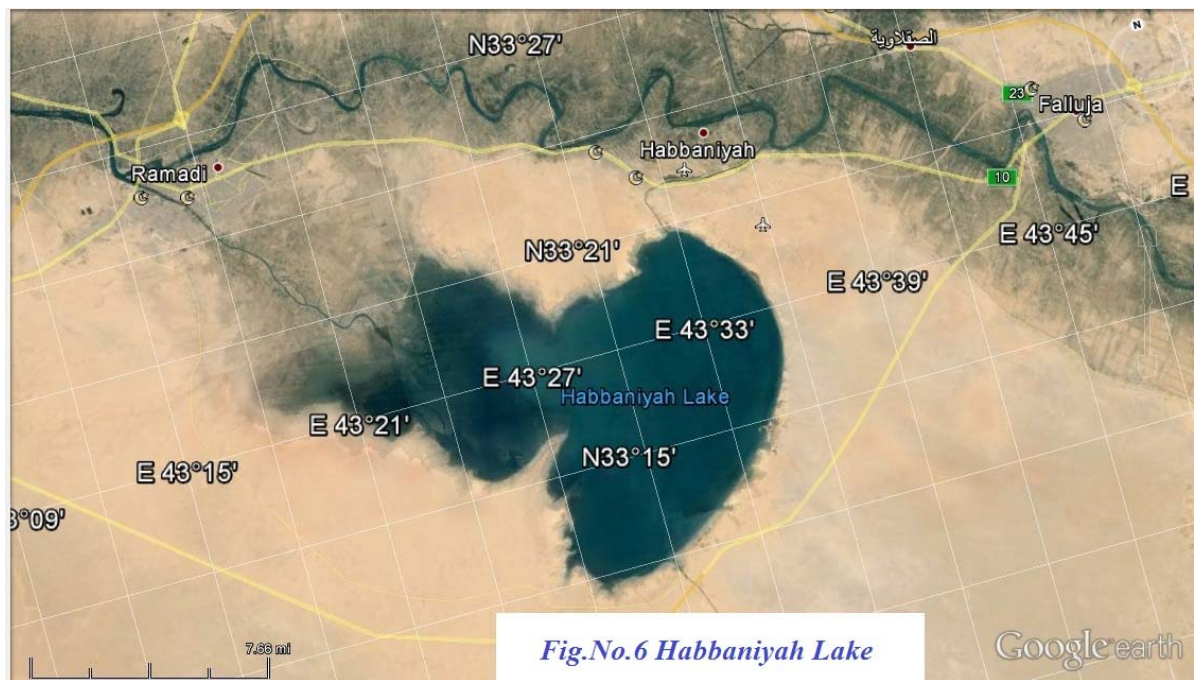 N33°27'
الصقلاوية
N
23
Falluja
Habbaniyah
Ramadi
10
E
E 43°45'
N33°21'
E 43°39'
E 43°33'
E 43°27'
Habbaniyah Lake
E 43°21'
N33°15'
E 43°15'
3°09'
7.66 mi
Fig.No.6 Habbaniyah Lake
Google earth